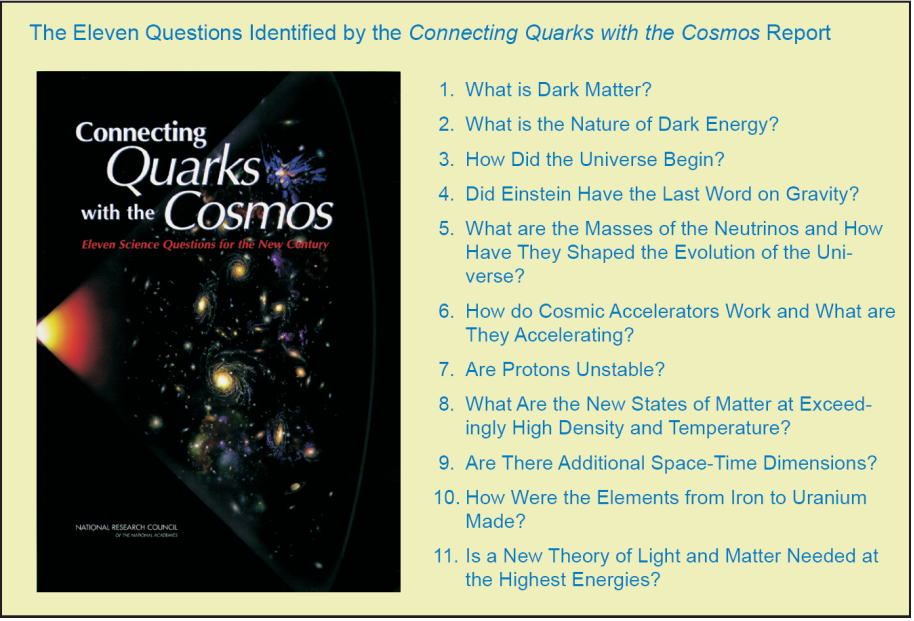 The Eleven Questions Identified by the Connecting Quarks with the Cosmos Report
Connecting
Quarks
with the Cosmos
Eleven Science Questions for the New Century
NATIONAL RESEARCH COUNCIL
OF THE NATIONAL ACADEMIES
1. What is Dark Matter?
2. What is the Nature of Dark Energy?
3. How Did the Universe Begin?
4. Did Einstein Have the Last Word on Gravity?
5. What are the Masses of the Neutrinos and How
Have They Shaped the Evolution of the Uni-
verse?
6. How do Cosmic Accelerators Work and What are
They Accelerating?
7. Are Protons Unstable?
8. What Are the New States of Matter at Exceed-
ingly High Density and Temperature?
9. Are There Additional Space-Time Dimensions?
10. How Were the Elements from Iron to Uranium
Made?
11. Is a New Theory of Light and Matter Needed at
the Highest Energies?